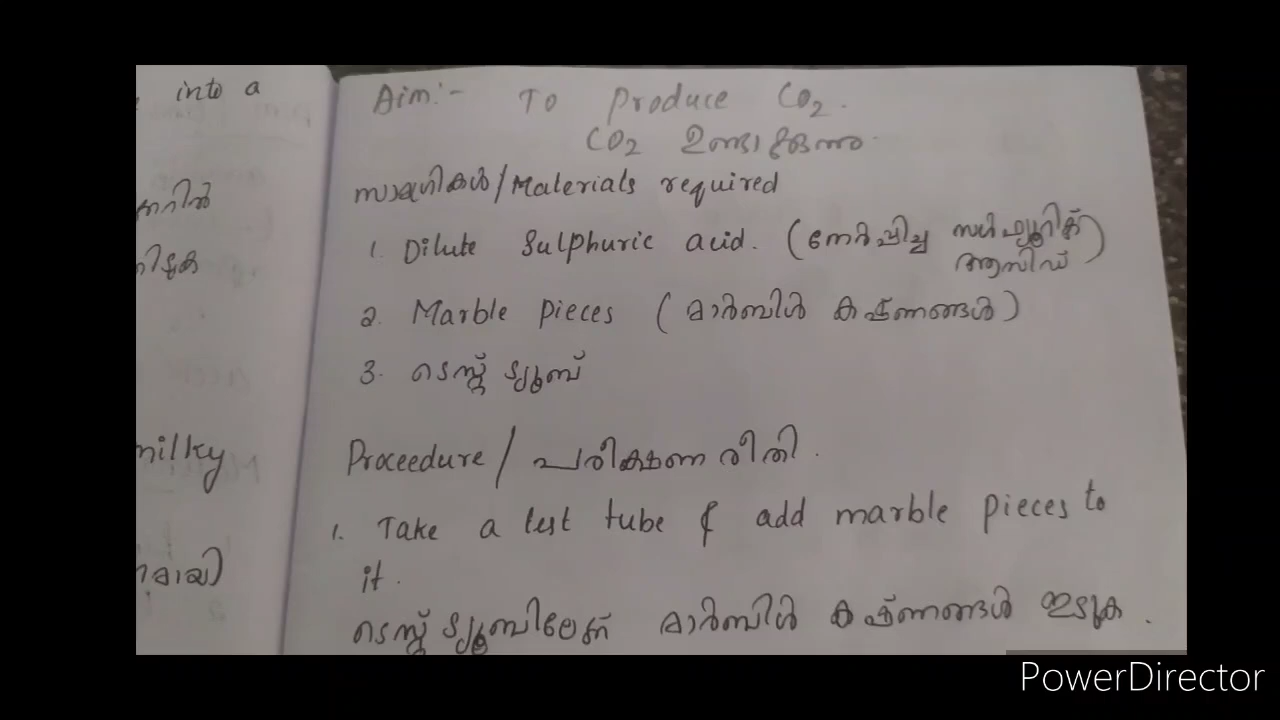 into a
മായി
milky
Aim:- To Produce CO2.
CO2 ഉണ്ടാക്കുന്നു.
സാമഗ്രികൾ/Materials required
1. Dilute Sulphuric acid. (നേർപ്പിച്ച സൾഫ്യൂരിക്
ആസിഡ്)
2. Marble Pieces (മാർബിൾ കഷ്ണങ്ങൾ)
3. ടെസ്റ്റ് ട്യൂബ്
Proceedure/ പരീക്ഷണ രീതി.
1. Take a test tube & add marble pieces to
it.
ടെസ്റ്റ് ട്യൂബിലേക്ക് മാർബിൾ കഷ്ണങ്ങൾ ഇടുക.
PowerDirector